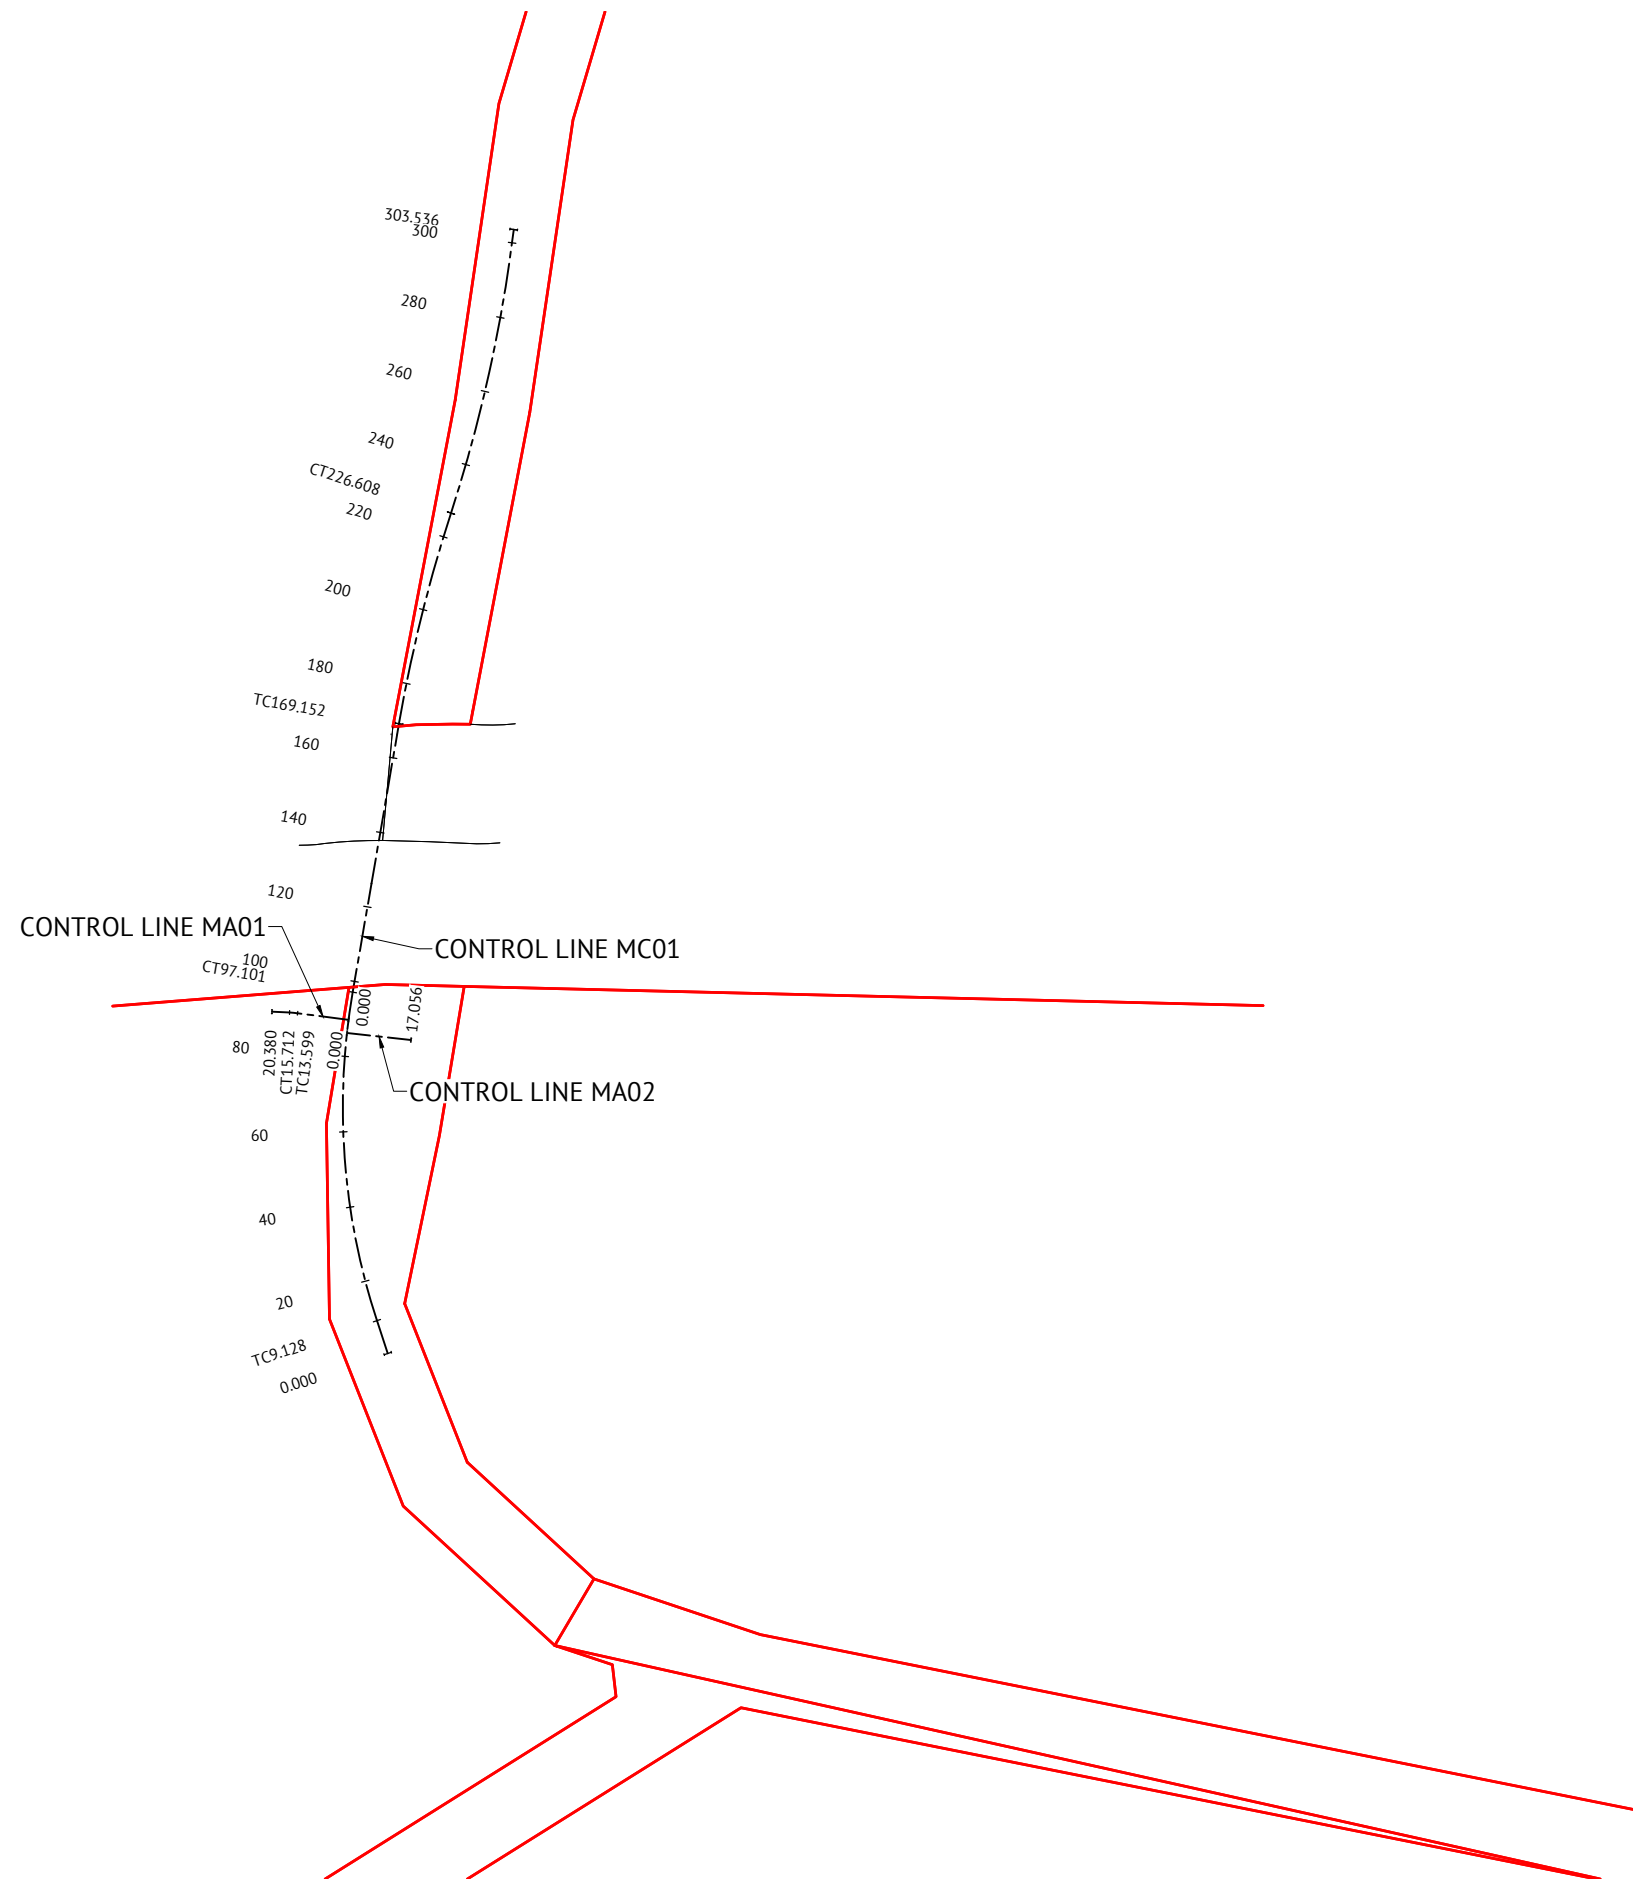 303.536
300
280
260
240
CT226.608
220
200
180
TC169.152
160
140
120
CONTROL LINE MA01
CONTROL LINE MC01
100
CT97.101
0.000
17.056
80
20.380
CT15.712
TC13.599
0.000
CONTROL LINE MA02
60
40
20
TC9.128
0.000